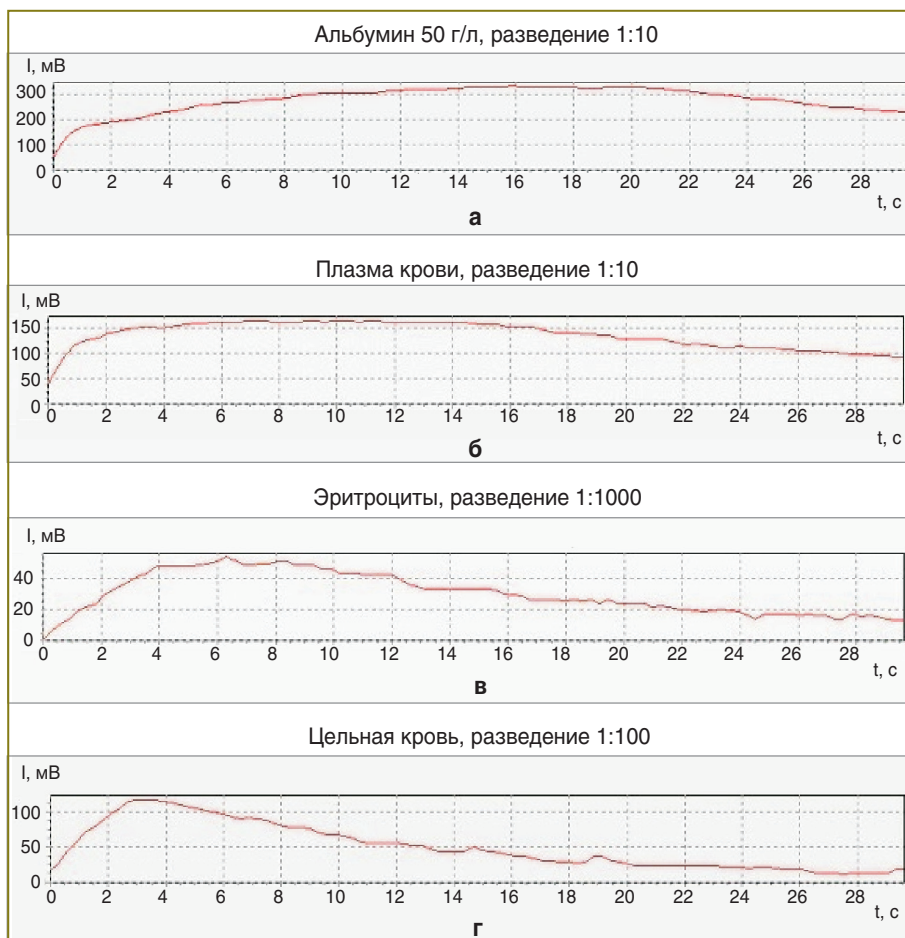 Альбумин 50 г/л, разведение 1:10
I, мВ
300
200
100
0
0 2 4 6 8 10 12 14 16 18 20 22 24 26 28
t, с
а
Плазма крови, разведение 1:10
I, мВ
150
100
50
0
0 2 4 6 8 10 12 14 16 18 20 22 24 26 28
t, с
б
Эритроциты, разведение 1:1000
I, мВ
40
20
0
0 2 4 6 8 10 12 14 16 18 20 22 24 26 28
t, с
в
Цельная кровь, разведение 1:100
I, мВ
100
50
0
0 2 4 6 8 10 12 14 16 18 20 22 24 26 28
t, с
г